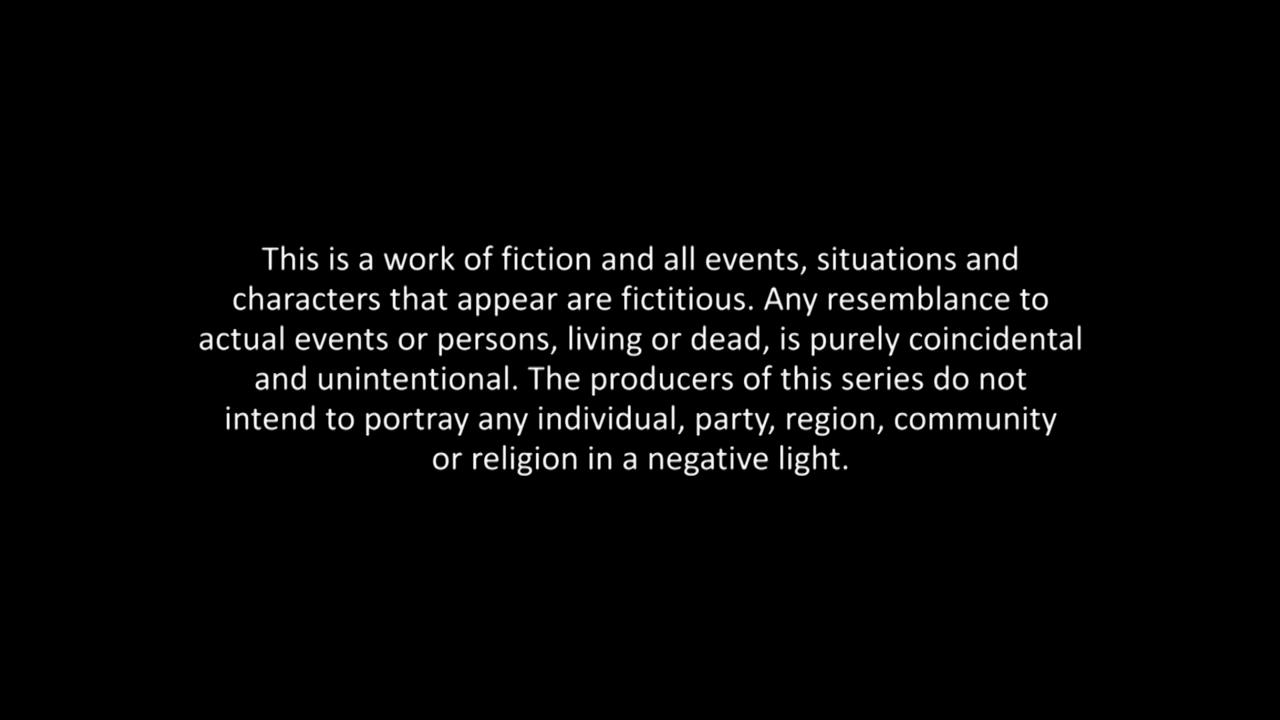 This is a work of fiction and all events, situations and
characters that appear are fictitious. Any resemblance to
actual events or persons, living or dead, is purely coincidental
and unintentional. The producers of this series do not
intend to portray any individual, party, region, community
or religion in a negative light.